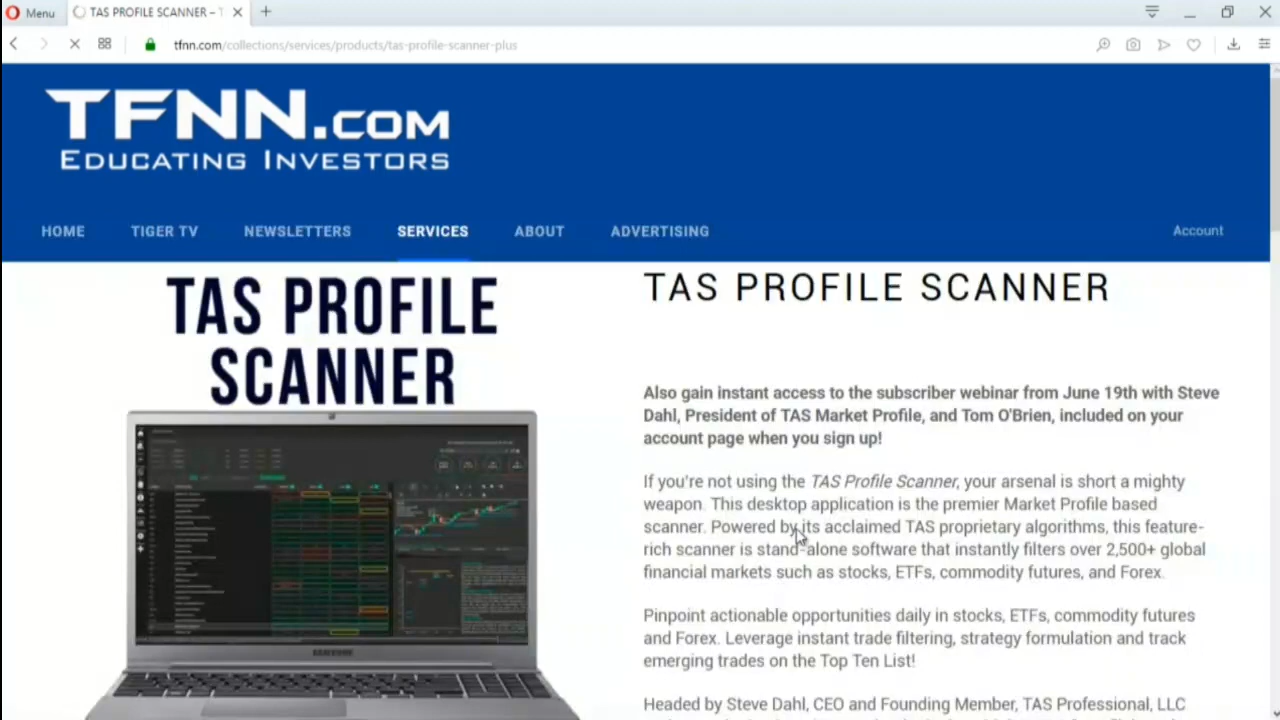 Menu
TAS PROFILE SCANNER – T
tfnn.com/collections/services/products/tas-profile-scanner-plus
TFNN.COM
EDUCATING INVESTORS
HOME
TIGER TV
NEWSLETTERS
SERVICES
ABOUT
ADVERTISING
Account
TAS PROFILE
SCANNER
SAMSUNG
TAS PROFILE SCANNER
Also gain instant access to the subscriber webinar from June 19th with Steve
Dahl, President of TAS Market Profile, and Tom O'Brien, included on your
account page when you sign up!
If you're not using the TAS Profile Scanner, your arsenal is short a mighty
weapon. This desktop application is the premier Market Profile based
scanner. Powered by its acclaimed TAS proprietary algorithms, this feature-
rich scanner is stand-alone software that instantly filters over 2,500+ global
financial markets such as stocks, ETFs, commodity futures, and Forex.
Pinpoint actionable opportunities daily in stocks, ETFs, commodity futures
and Forex. Leverage instant trade filtering, strategy formulation and track
emerging trades on the Top Ten List!
Headed by Steve Dahl, CEO and Founding Member, TAS Professional, LLC